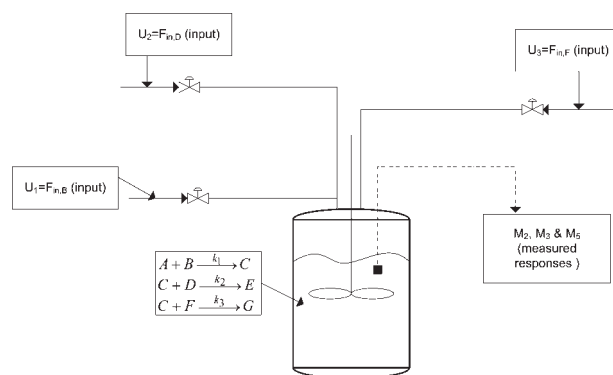 U₂=F_in,D (input)
U₃=F_in,F (input)
U₁=F_in,B (input)
M₂, M₃ & M₅
(measured
responses )
A + B —k₁→ C
C + D —k₂→ E
C + F —k₃→ G